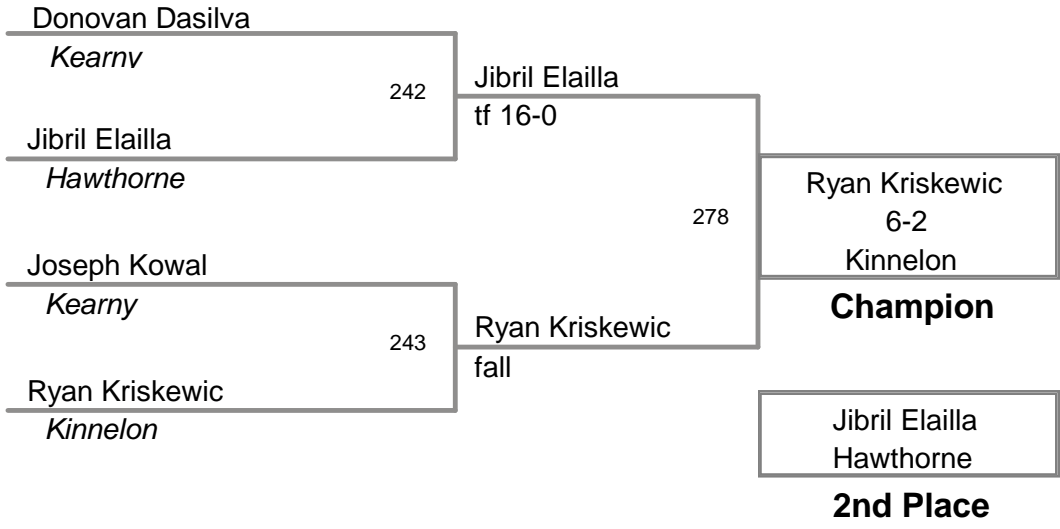 Donovan Dasilva
Kearnv
242
Jibril Elailla
tf 16-0
Jibril Elailla
Hawthorne
278
Ryan Kriskewic
6-2
Kinnelon
Champion
Joseph Kowal
Kearny
243
Ryan Kriskewic
fall
Ryan Kriskewic
Kinnelon
Jibril Elailla
Hawthorne
2nd Place